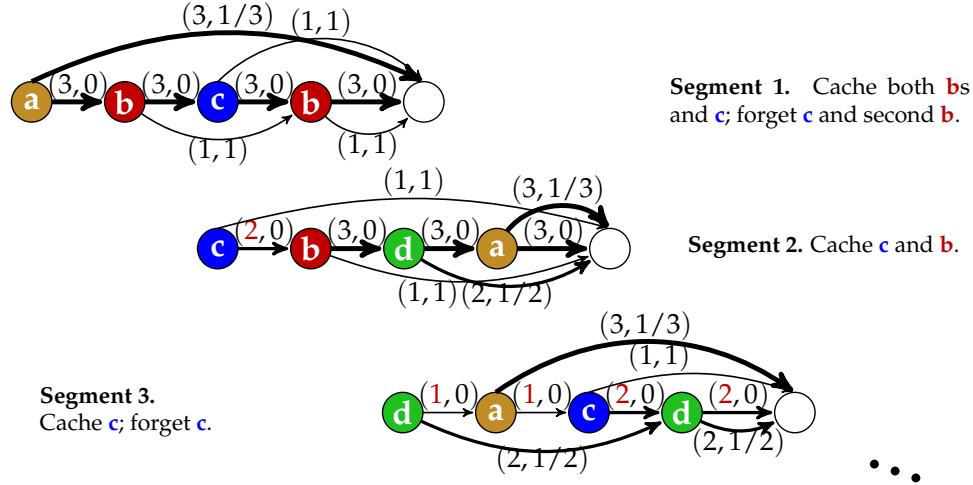 (3, 1/3)
(1, 1)
(3, 0) (3, 0) (3, 0) (3, 0)
a b c b
(1, 1) (1, 1)
Segment 1. Cache both bs
and c; forget c and second b.
(1, 1)
(3, 1/3)
(2, 0) (3, 0) (3, 0) (3, 0)
c b d a
(1, 1) (2, 1/2)
Segment 2. Cache c and b.
(3, 1/3)
(1, 1)
(1, 0) (1, 0) (2, 0) (2, 0)
d a c d
(2, 1/2) (2, 1/2)
Segment 3.
Cache c; forget c.